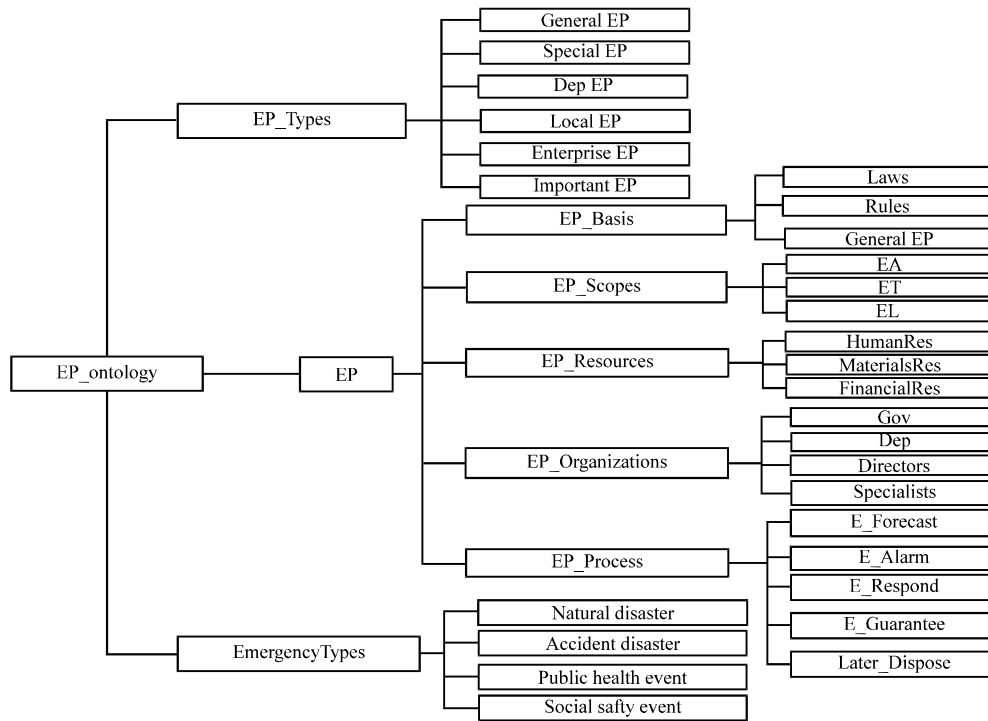 General EP
Special EP
Dep EP
EP_Types
Local EP
Enterprise EP
Important EP
Laws
EP_Basis
Rules
General EP
EA
EP_Scopes
ET
EL
HumanRes
EP_ontology
EP
EP_Resources
MaterialsRes
FinancialRes
Gov
Dep
EP_Organizations
Directors
Specialists
E_Forecast
EP_Process
E_Alarm
E_Respond
E_Guarantee
Later_Dispose
Natural disaster
EmergencyTypes
Accident disaster
Public health event
Social safty event